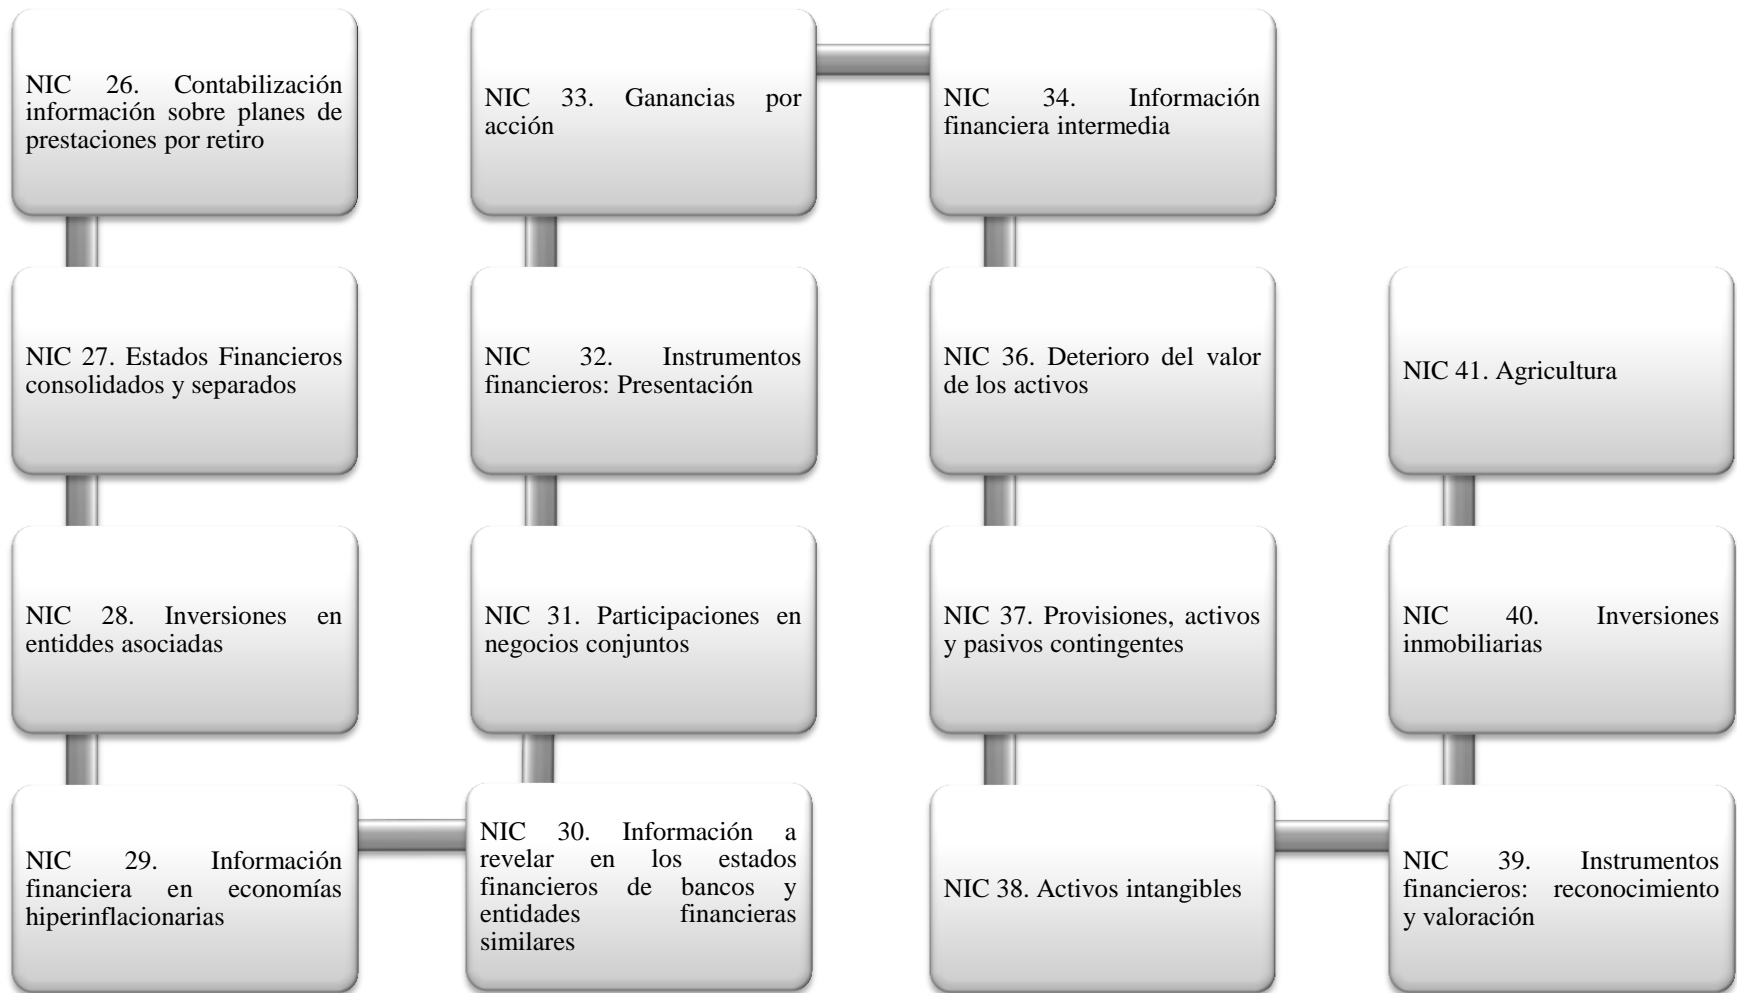 NIC 26. Contabilización
información sobre planes de
prestaciones por retiro
NIC 27. Estados Financieros
consolidados y separados
NIC 28. Inversiones en
entiddes asociadas
NIC 29. Información
financiera en economías
hiperinflacionarias
NIC 30. Información a
revelar en los estados
financieros de bancos y
entidades financieras
similares
NIC 31. Participaciones en
negocios conjuntos
NIC 32. Instrumentos
financieros: Presentación
NIC 33. Ganancias por
acción
NIC 34. Información
financiera intermedia
NIC 36. Deterioro del valor
de los activos
NIC 37. Provisiones, activos
y pasivos contingentes
NIC 38. Activos intangibles
NIC 39. Instrumentos
financieros: reconocimiento
y valoración
NIC 40. Inversiones
inmobiliarias
NIC 41. Agricultura